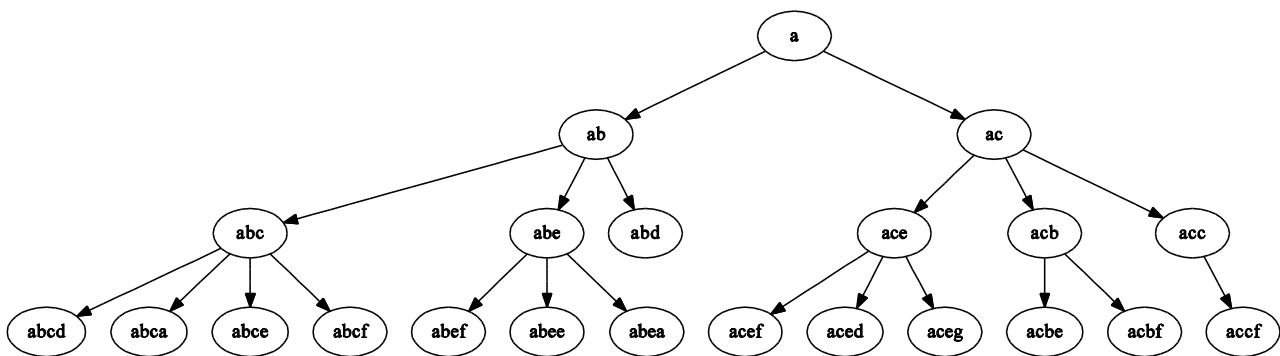 a
ab ac
abc abe abd ace acb acc
abcd abca abce abcf abef abee abea acef aced aceg acbe acbf accf